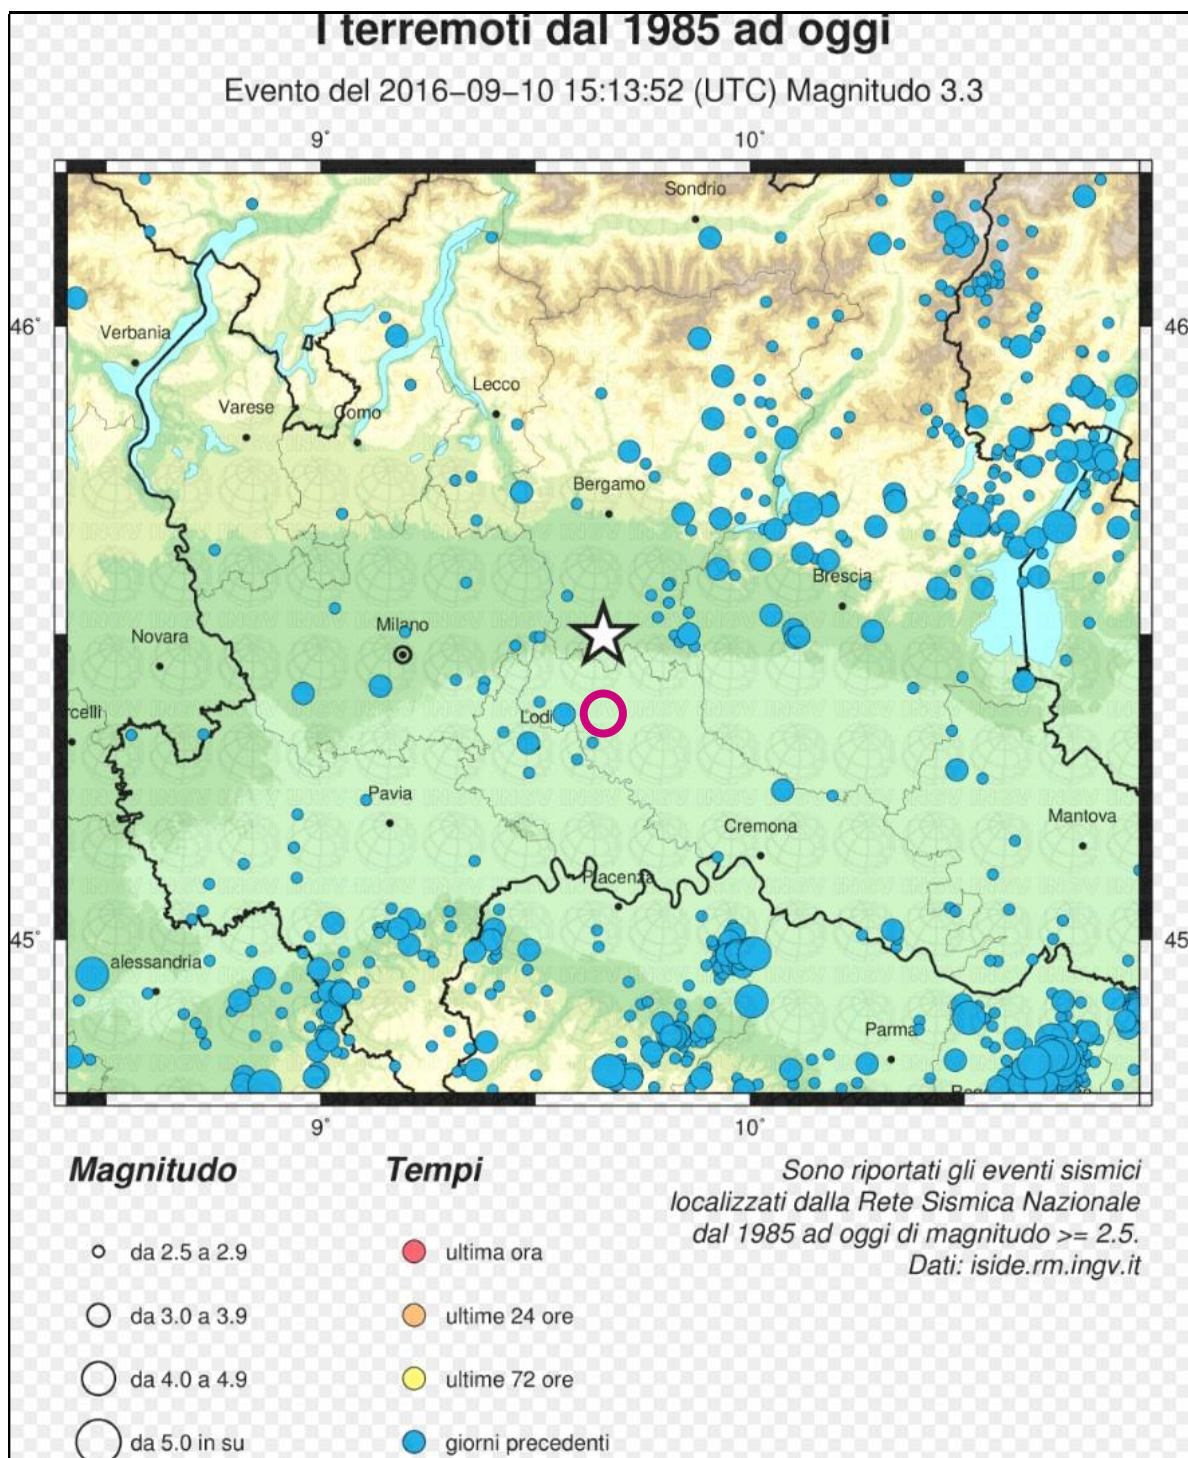 I terremoti dal 1985 ad oggi
Evento del 2016−09−10 15:13:52 (UTC) Magnitudo 3.3
9° 10°
Sondrio
46° 46
Verbania
Lecco
Varese
Como
Bergamo
Brescia
Milano
Novara
rcelli
Lodi
Pavia
Mantova
Cremona
Piacenza
45° 45
alessandria
Parma
9° 10°
Magnitudo
da 2.5 a 2.9
da 3.0 a 3.9
da 4.0 a 4.9
da 5.0 in su
Tempi
ultima ora
ultime 24 ore
ultime 72 ore
giorni precedenti
Sono riportati gli eventi sismici
localizzati dalla Rete Sismica Nazionale
dal 1985 ad oggi di magnitudo >= 2.5.
Dati: iside.rm.ingv.it